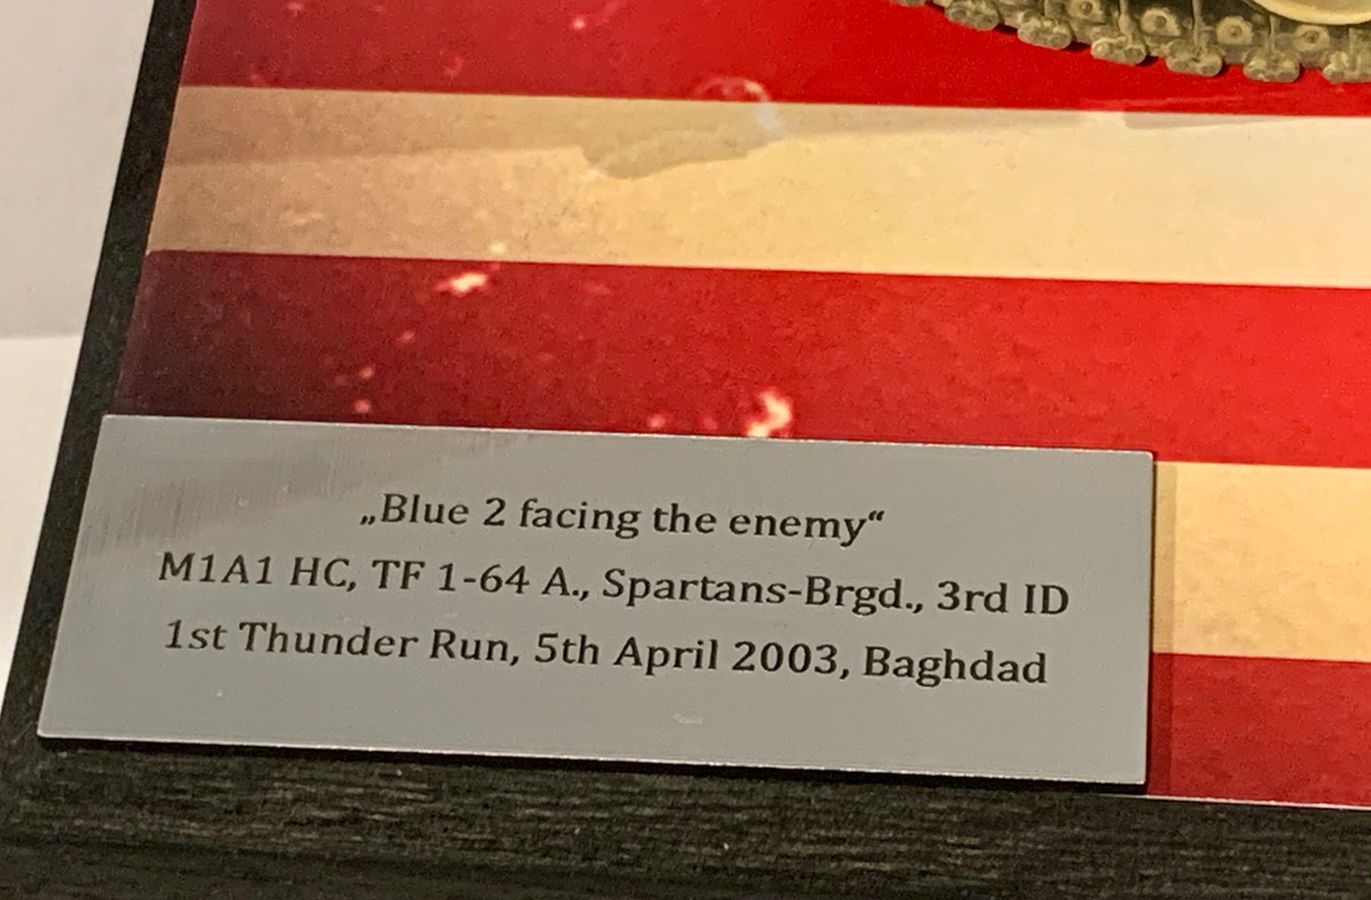 „Blue 2 facing the enemy“
M1A1 HC, TF 1-64 A., Spartans-Brgd., 3rd ID
1st Thunder Run, 5th April 2003, Baghdad